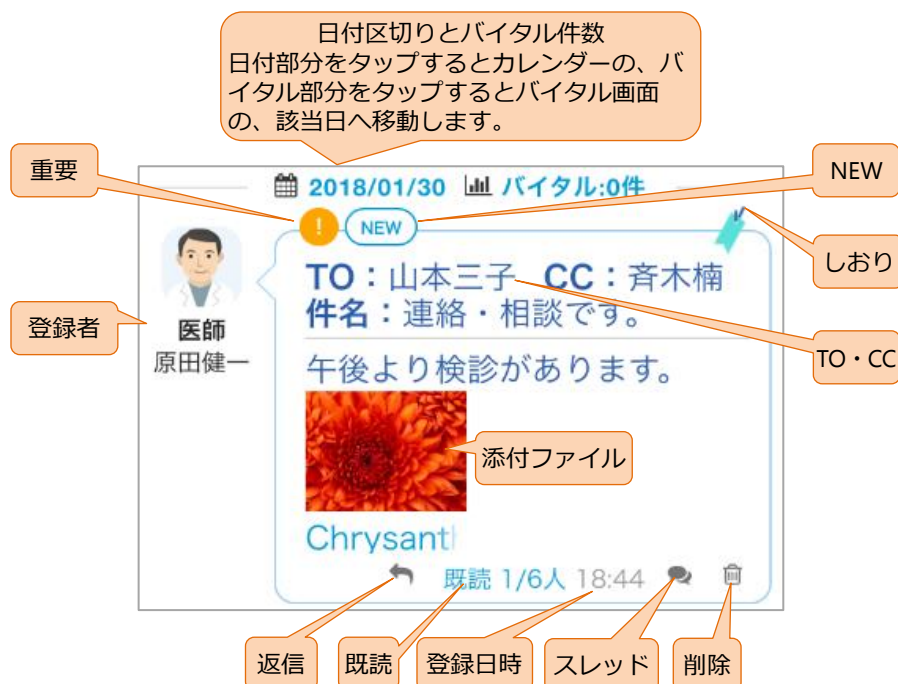 日付区切りとバイタル件数
日付部分をタップするとカレンダーの、バ
イタル部分をタップするとバイタル画面
の、該当日へ移動します。
重要
NEW
2018/01/30 バイタル:0件
! NEW
しおり
TO：山本三子 CC：斉木楠
件名：連絡・相談です。
登録者
医師
原田健一
TO・CC
午後より検診があります。
添付ファイル
Chrysant
既読 1/6人 18:44
返信
既読
登録日時
スレッド
削除